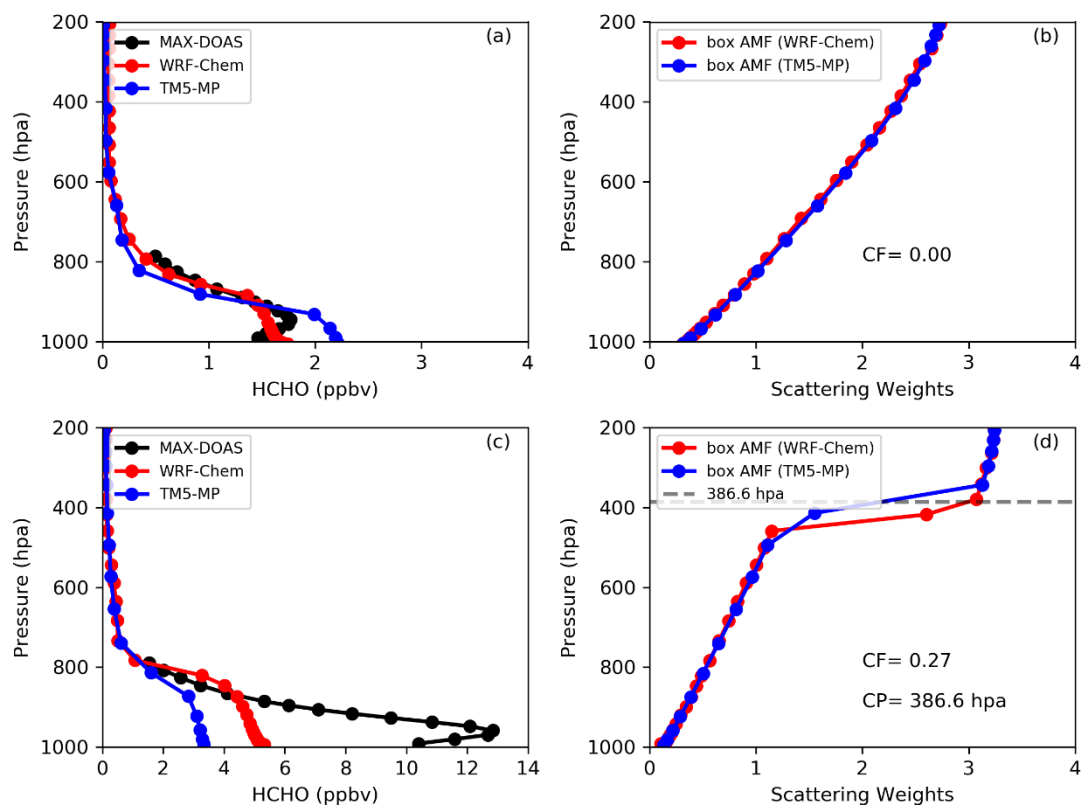 200
400
600
800
1000
Pressure (hpa)
MAX-DOAS
WRF-Chem
TM5-MP
(a)
0 1 2 3 4
HCHO (ppbv)
200
400
600
800
1000
Pressure (hpa)
box AMF (WRF-Chem)
box AMF (TM5-MP)
(b)
CF= 0.00
0 1 2 3 4
Scattering Weights
200
400
600
800
1000
Pressure (hpa)
MAX-DOAS
WRF-Chem
TM5-MP
(c)
0 2 4 6 8 10 12 14
HCHO (ppbv)
200
400
600
800
1000
Pressure (hpa)
box AMF (WRF-Chem)
box AMF (TM5-MP)
386.6 hpa
(d)
CF= 0.27
CP= 386.6 hpa
0 1 2 3 4
Scattering Weights